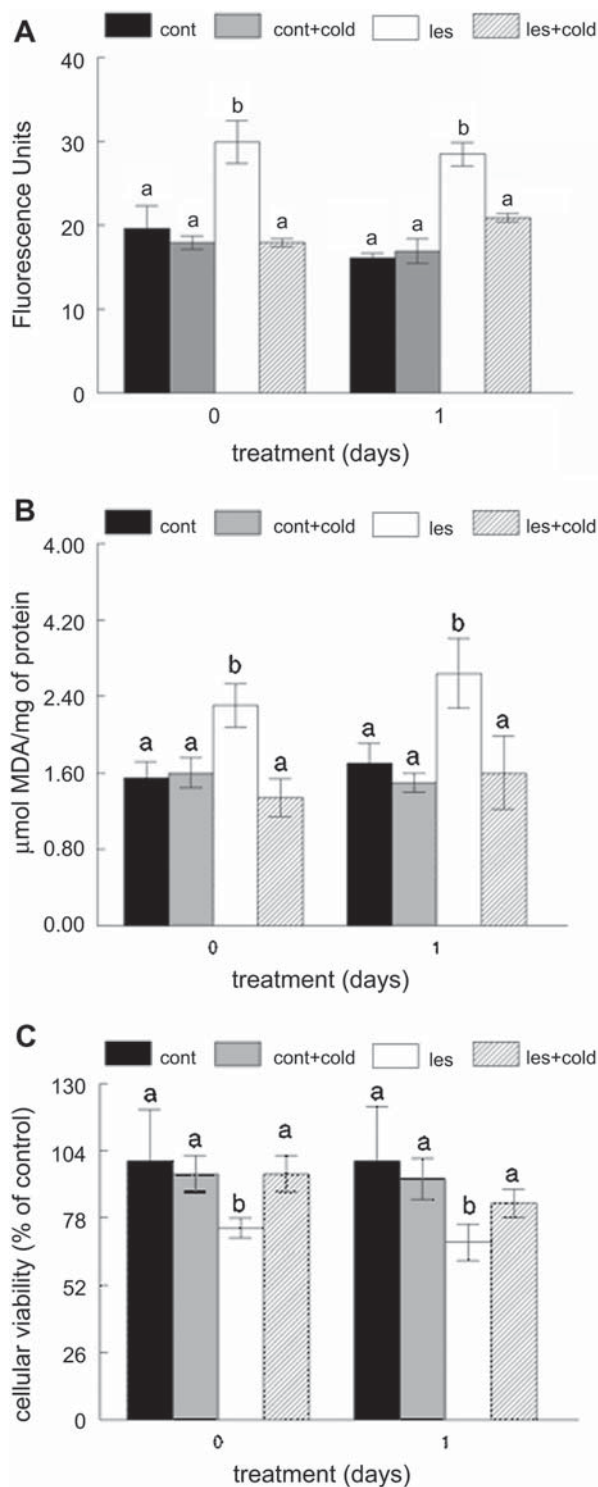 A
cont cont+cold les les+cold
Fluorescence Units
40
30
20
10
0
a a b a a a b a
0 1
treatment (days)
B
cont cont+cold les les+cold
μmol MDA/mg of protein
4.00
4.20
2.40
1.60
0.80
0.00
a a b a a a b a
0 1
treatment (days)
C
cont cont+cold les les+cold
cellular viability (% of control)
130
104
78
52
26
0
a a b a a a b a
0 1
treatment (days)